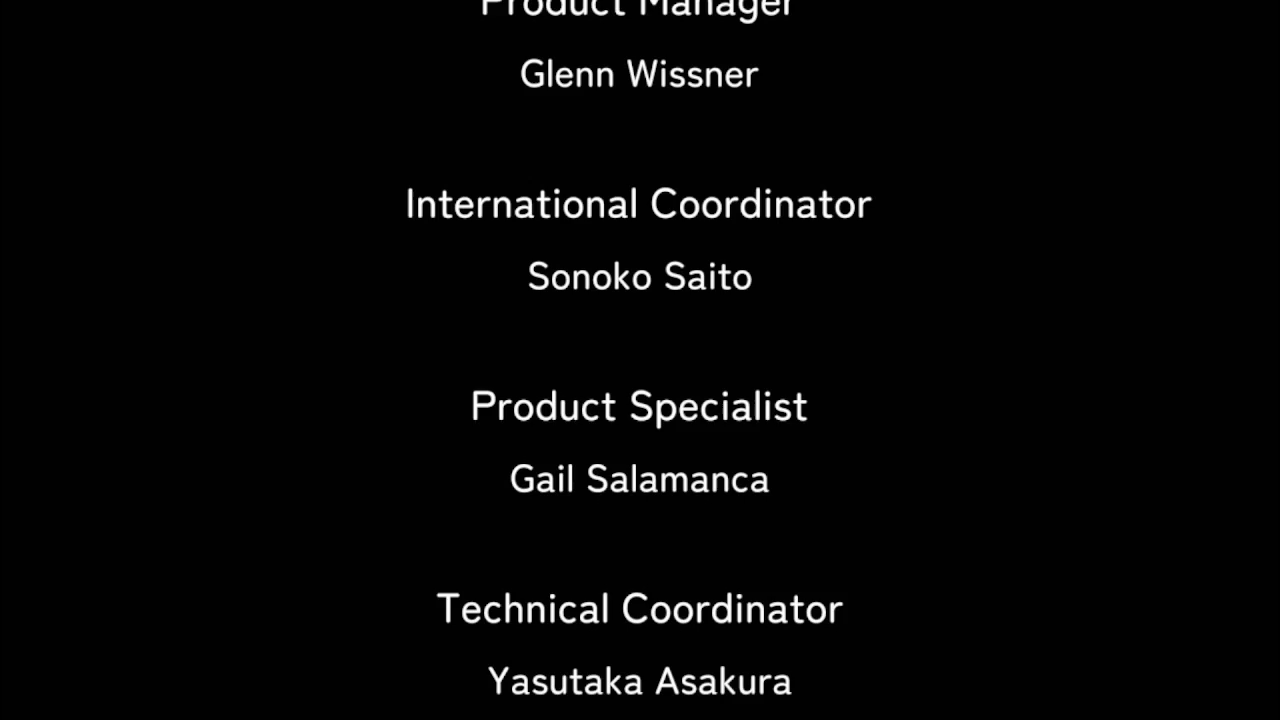 Product Manager
Glenn Wissner
International Coordinator
Sonoko Saito
Product Specialist
Gail Salamanca
Technical Coordinator
Yasutaka Asakura